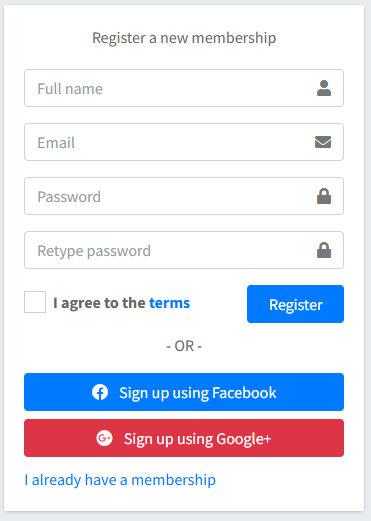 Register a new membership
Full name
Email
Password
Retype password
I agree to the terms
Register
- OR -
Sign up using Facebook
Sign up using Google+
I already have a membership